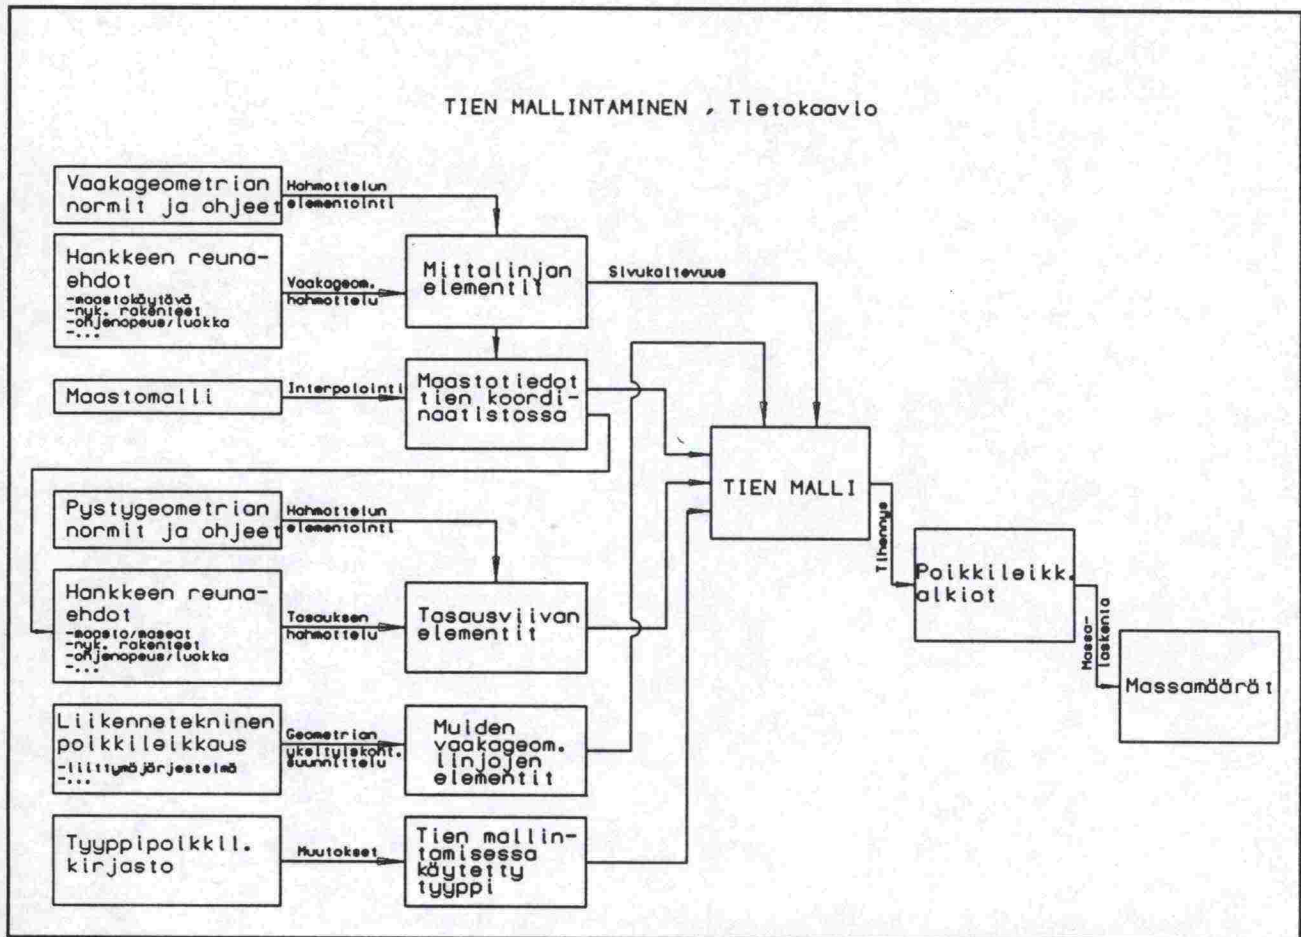 TIEN MALLINTAMINEN , Tietokaavio
Vaakageometrian
normit ja ohjeet
Hahmottelun
elementointi
Hankkeen reuna-
ehdot
-maastokäytävä
-nyk. rakenteet
-ohjenopeus/luokka
-...
Vaakageom.
hahmottelu
Mittalinjan
elementit
Sivukaltevuus
Maastomalli
Interpolointi
Maastotiedot
tien koordi-
naatistossa
Pystygeometrian
normit ja ohjeet
Hahmottelun
elementointi
Hankkeen reuna-
ehdot
-maasto/massat
-nyk. rakenteet
-ohjenopeus/luokka
-...
Tasauksen
hahmottelu
Tasausviivan
elementit
Liikennetekninen
poikkileikkaus
-liittymäjärjestelmä
-...
Geometrian
yksityiskoht.
suunnittelu
Muiden
vaakageom.
linjojen
elementit
Tyyppipoikkil.
kirjasto
Muutokset
Tien mallin-
tamisessa
käytetty
tyyppi
TIEN MALLI
Tihennys
Poikkileikk.
alkiot
Massa-
laskenta
Massamäärät